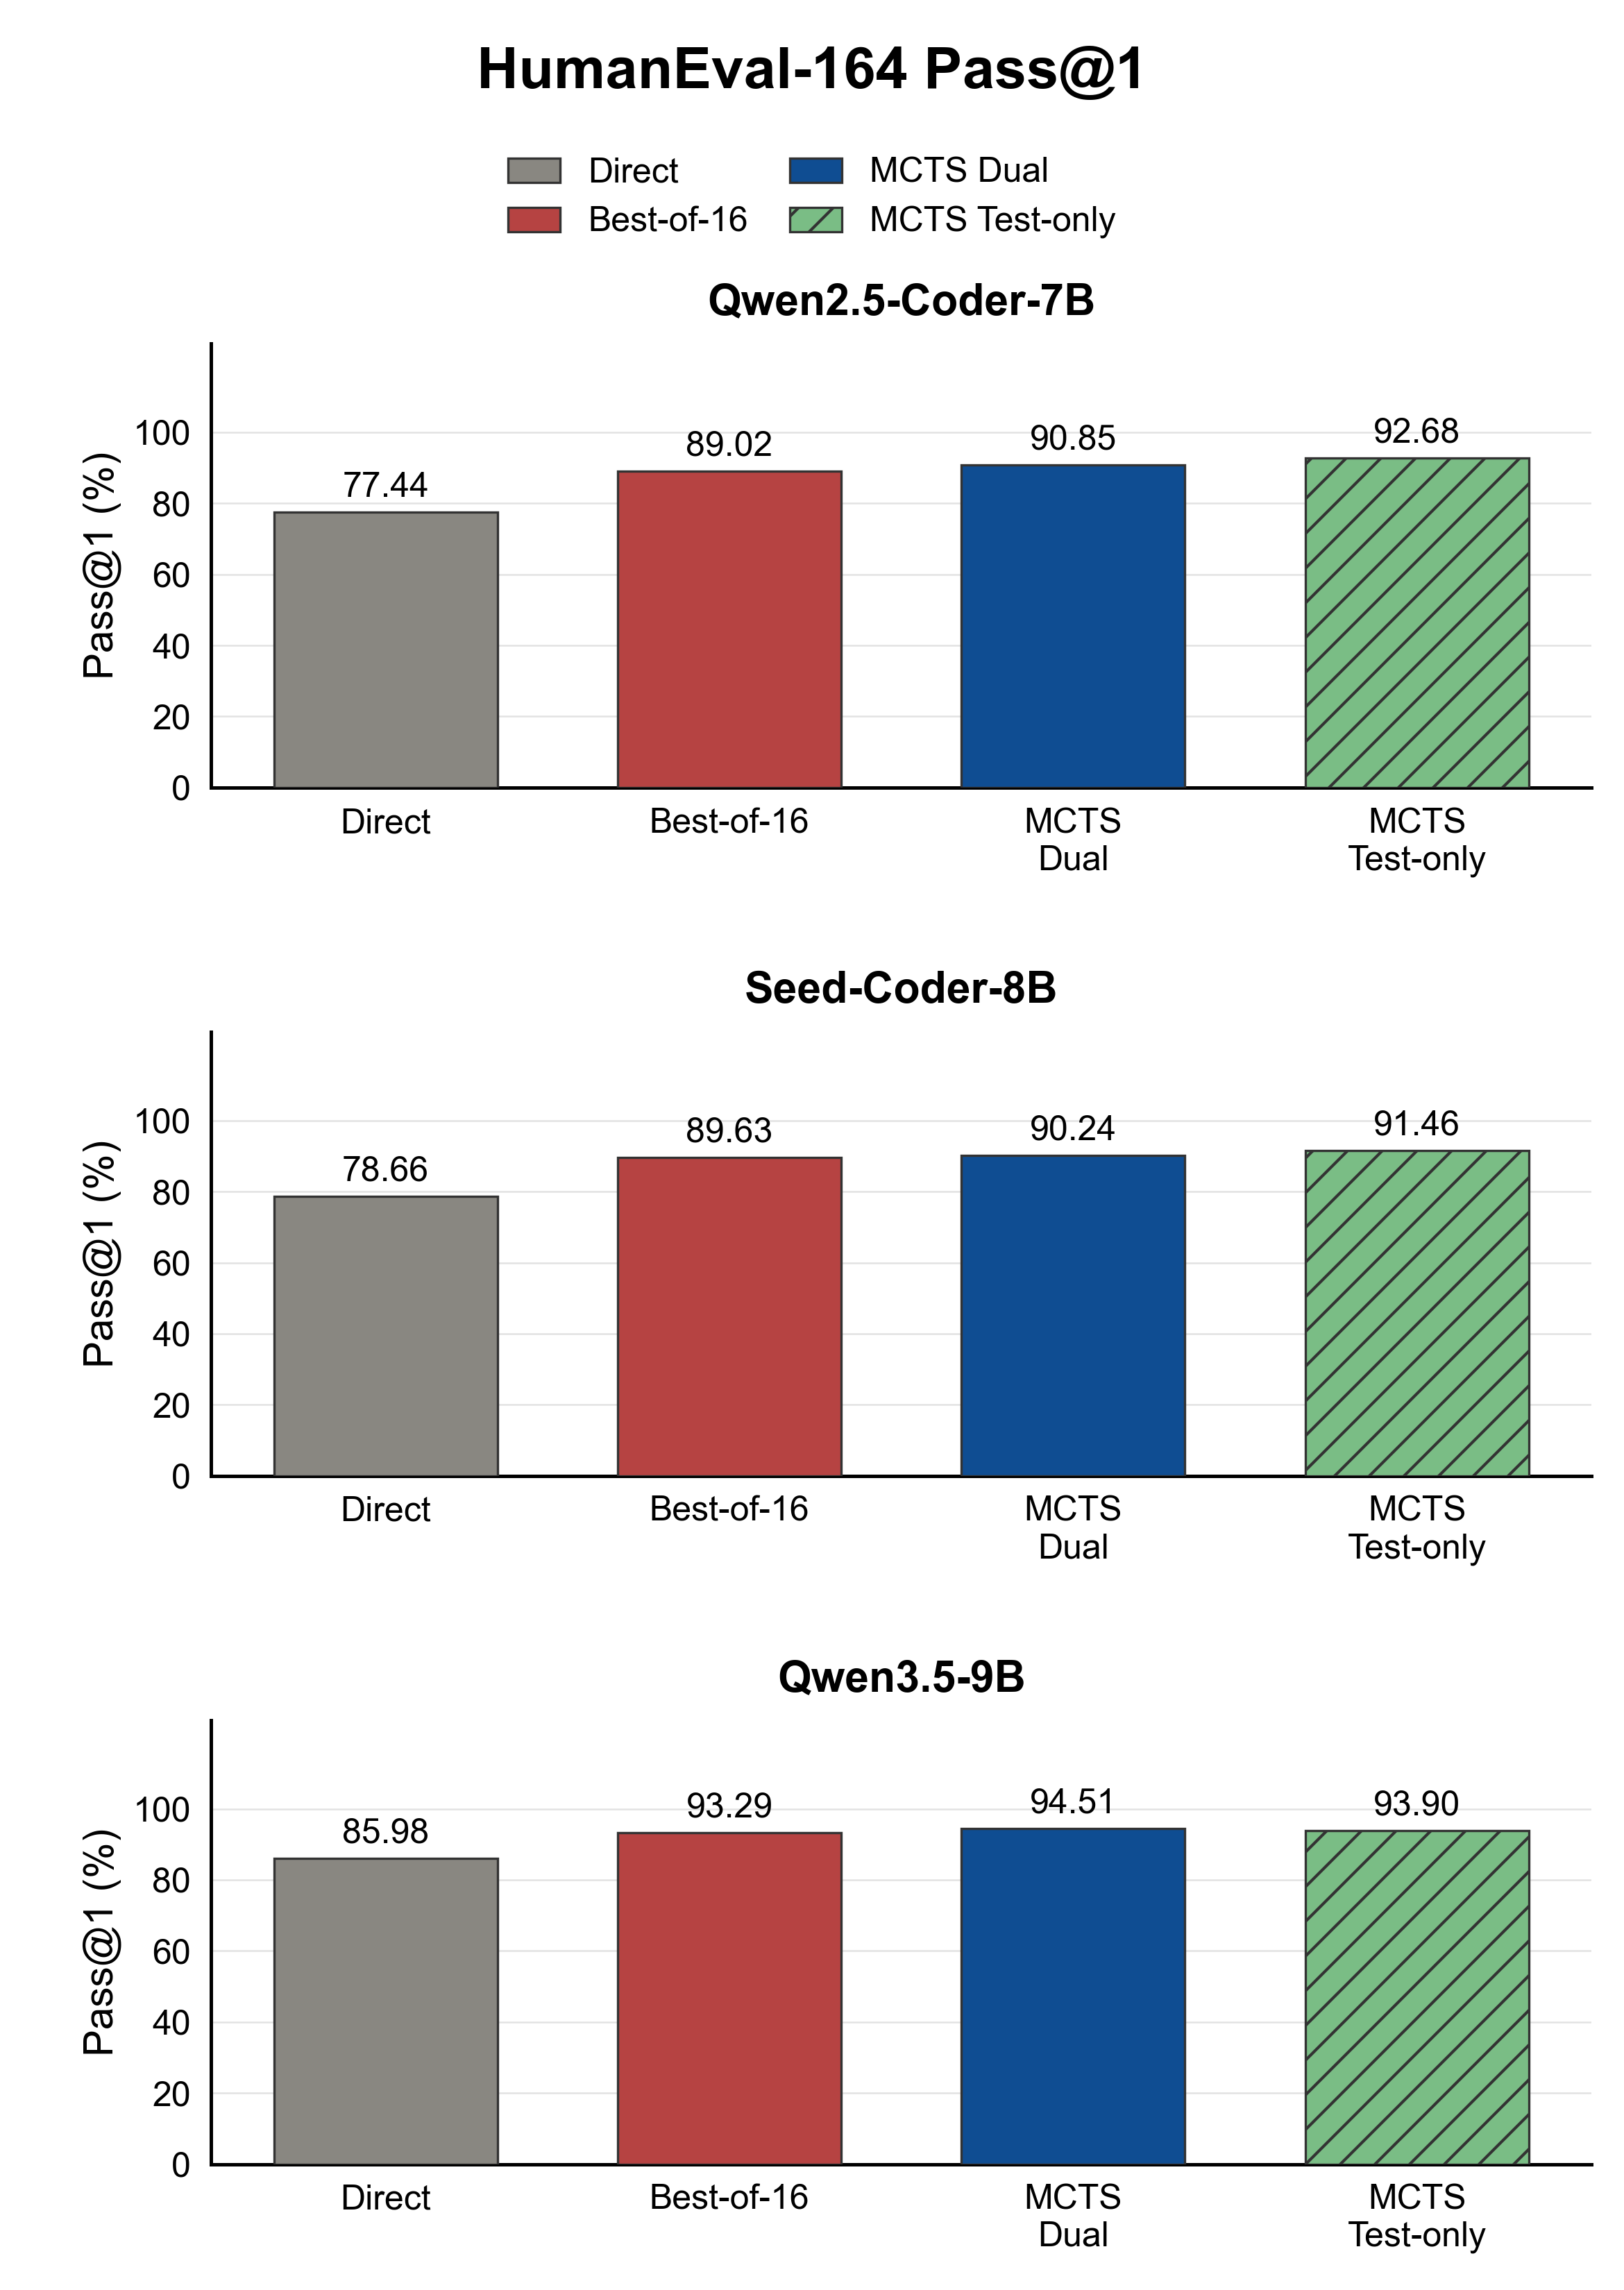 HumanEval-164 Pass@1
Direct
MCTS Dual
Best-of-16
MCTS Test-only
Qwen2.5-Coder-7B
Pass@1 (%)
100
80
60
40
20
0
77.44
89.02
90.85
92.68
Direct
Best-of-16
MCTS
Dual
MCTS
Test-only
Seed-Coder-8B
Pass@1 (%)
100
80
60
40
20
0
78.66
89.63
90.24
91.46
Direct
Best-of-16
MCTS
Dual
MCTS
Test-only
Qwen3.5-9B
Pass@1 (%)
100
80
60
40
20
0
85.98
93.29
94.51
93.90
Direct
Best-of-16
MCTS
Dual
MCTS
Test-only